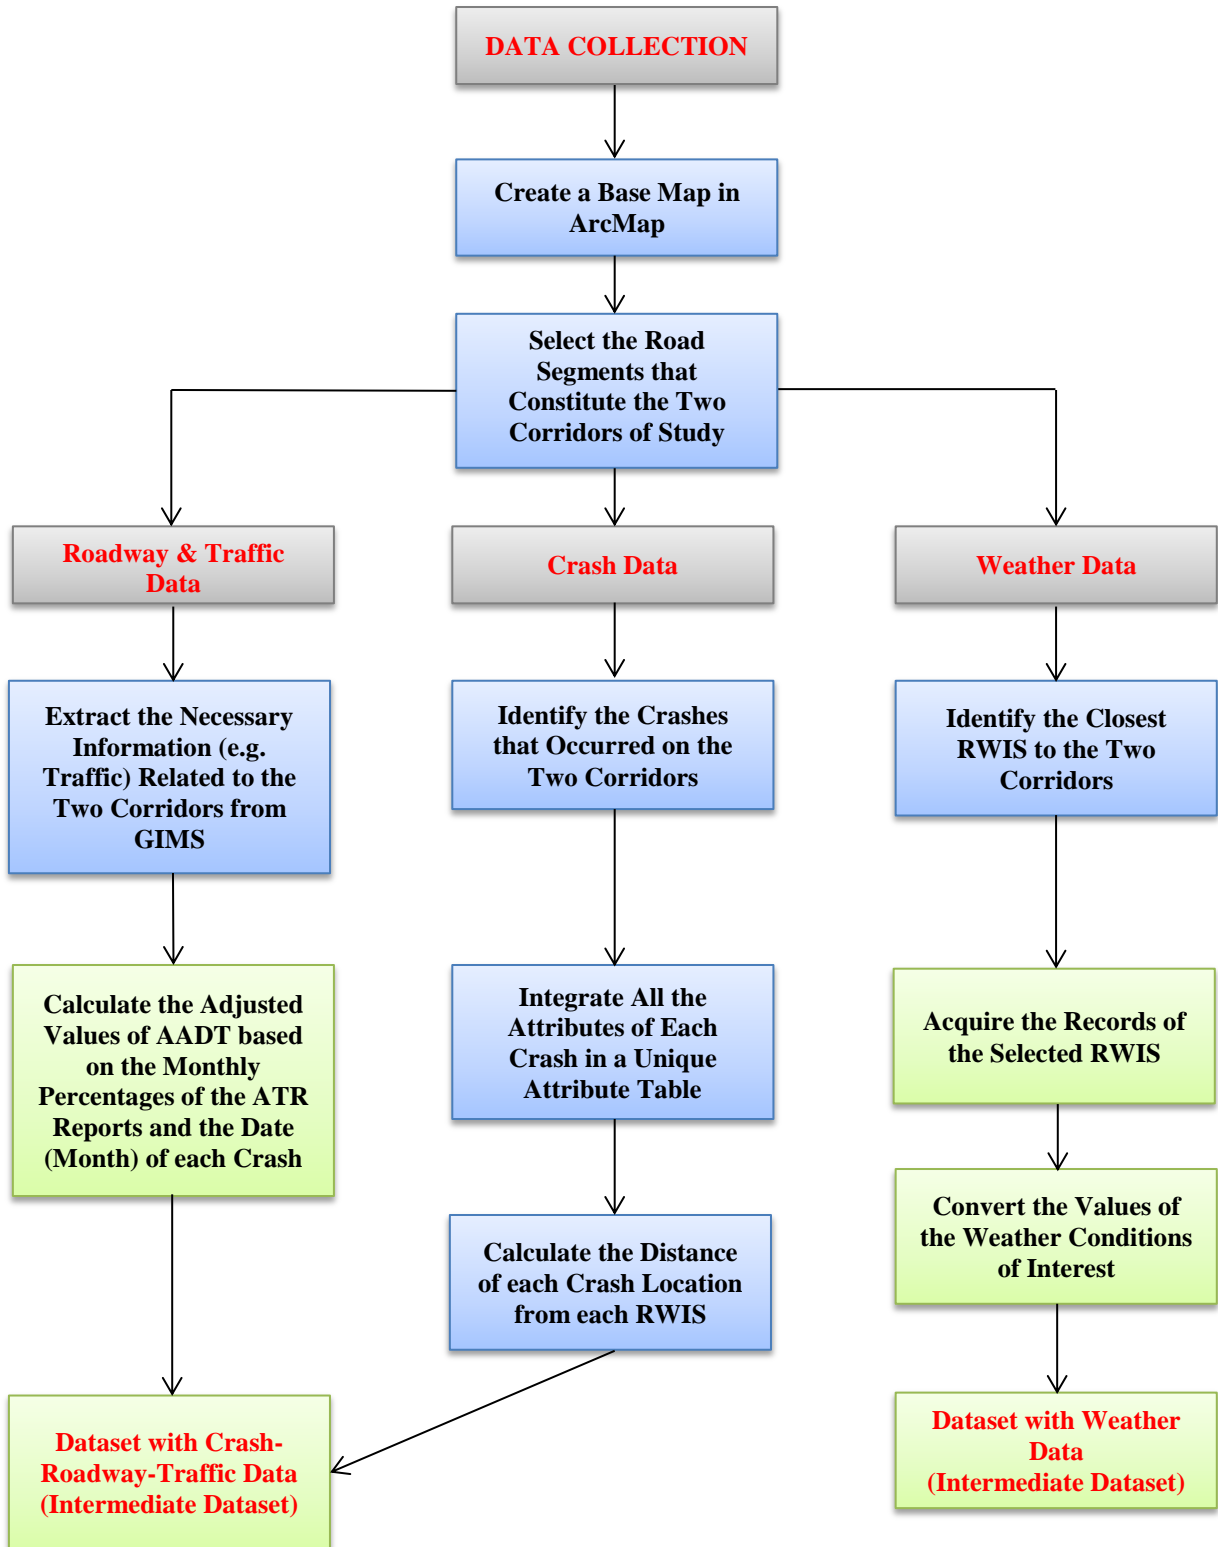 DATA COLLECTION
Create a Base Map in
ArcMap
Select the Road
Segments that
Constitute the Two
Corridors of Study
Roadway & Traffic
Data
Crash Data
Weather Data
Extract the Necessary
Information (e.g.
Traffic) Related to the
Two Corridors from
GIMS
Identify the Crashes
that Occurred on the
Two Corridors
Identify the Closest
RWIS to the Two
Corridors
Calculate the Adjusted
Values of AADT based
on the Monthly
Percentages of the ATR
Reports and the Date
(Month) of each Crash
Integrate All the
Attributes of Each
Crash in a Unique
Attribute Table
Acquire the Records of
the Selected RWIS
Calculate the Distance
of each Crash Location
from each RWIS
Convert the Values of
the Weather Conditions
of Interest
Dataset with Crash-
Roadway-Traffic Data
(Intermediate Dataset)
Dataset with Weather
Data
(Intermediate Dataset)